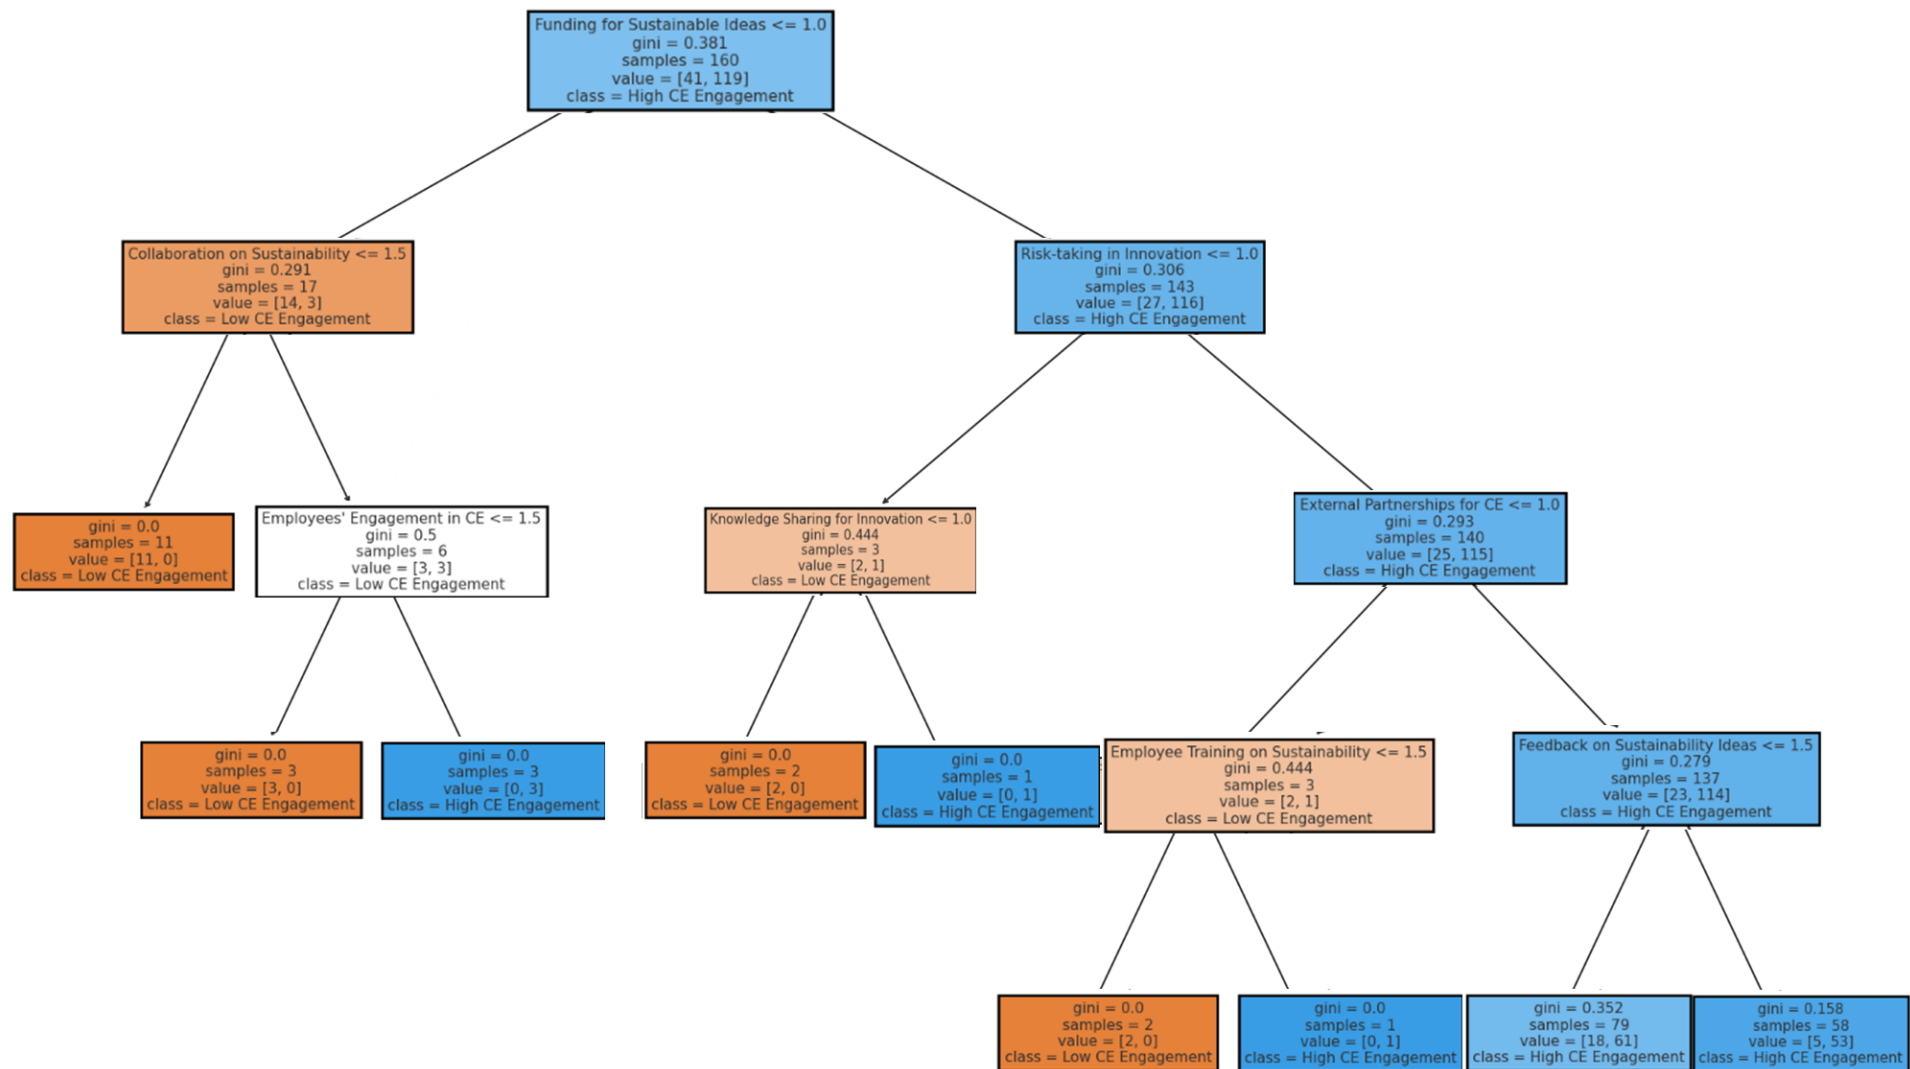 Funding for Sustainable Ideas <= 1.0
gini = 0.381
samples = 160
value = [41, 119]
class = High CE Engagement
Collaboration on Sustainability <= 1.5
gini = 0.291
samples = 17
value = [14, 3]
class = Low CE Engagement
Risk-taking in Innovation <= 1.0
gini = 0.306
samples = 143
value = [27, 116]
class = High CE Engagement
gini = 0.0
samples = 11
value = [11, 0]
class = Low CE Engagement
Employees' Engagement in CE <= 1.5
gini = 0.5
samples = 6
value = [3, 3]
class = Low CE Engagement
Knowledge Sharing for Innovation <= 1.0
gini = 0.444
samples = 3
value = [2, 1]
class = Low CE Engagement
External Partnerships for CE <= 1.0
gini = 0.293
samples = 140
value = [25, 115]
class = High CE Engagement
gini = 0.0
samples = 3
value = [3, 0]
class = Low CE Engagement
gini = 0.0
samples = 3
value = [0, 3]
class = High CE Engagement
gini = 0.0
samples = 2
value = [2, 0]
class = Low CE Engagement
gini = 0.0
samples = 1
value = [0, 1]
class = High CE Engagement
Employee Training on Sustainability <= 1.5
gini = 0.444
samples = 3
value = [2, 1]
class = Low CE Engagement
Feedback on Sustainability Ideas <= 1.5
gini = 0.279
samples = 137
value = [23, 114]
class = High CE Engagement
gini = 0.0
samples = 2
value = [2, 0]
class = Low CE Engagement
gini = 0.0
samples = 1
value = [0, 1]
class = High CE Engagement
gini = 0.352
samples = 79
value = [18, 61]
class = High CE Engagement
gini = 0.158
samples = 58
value = [5, 53]
class = High CE Engagement